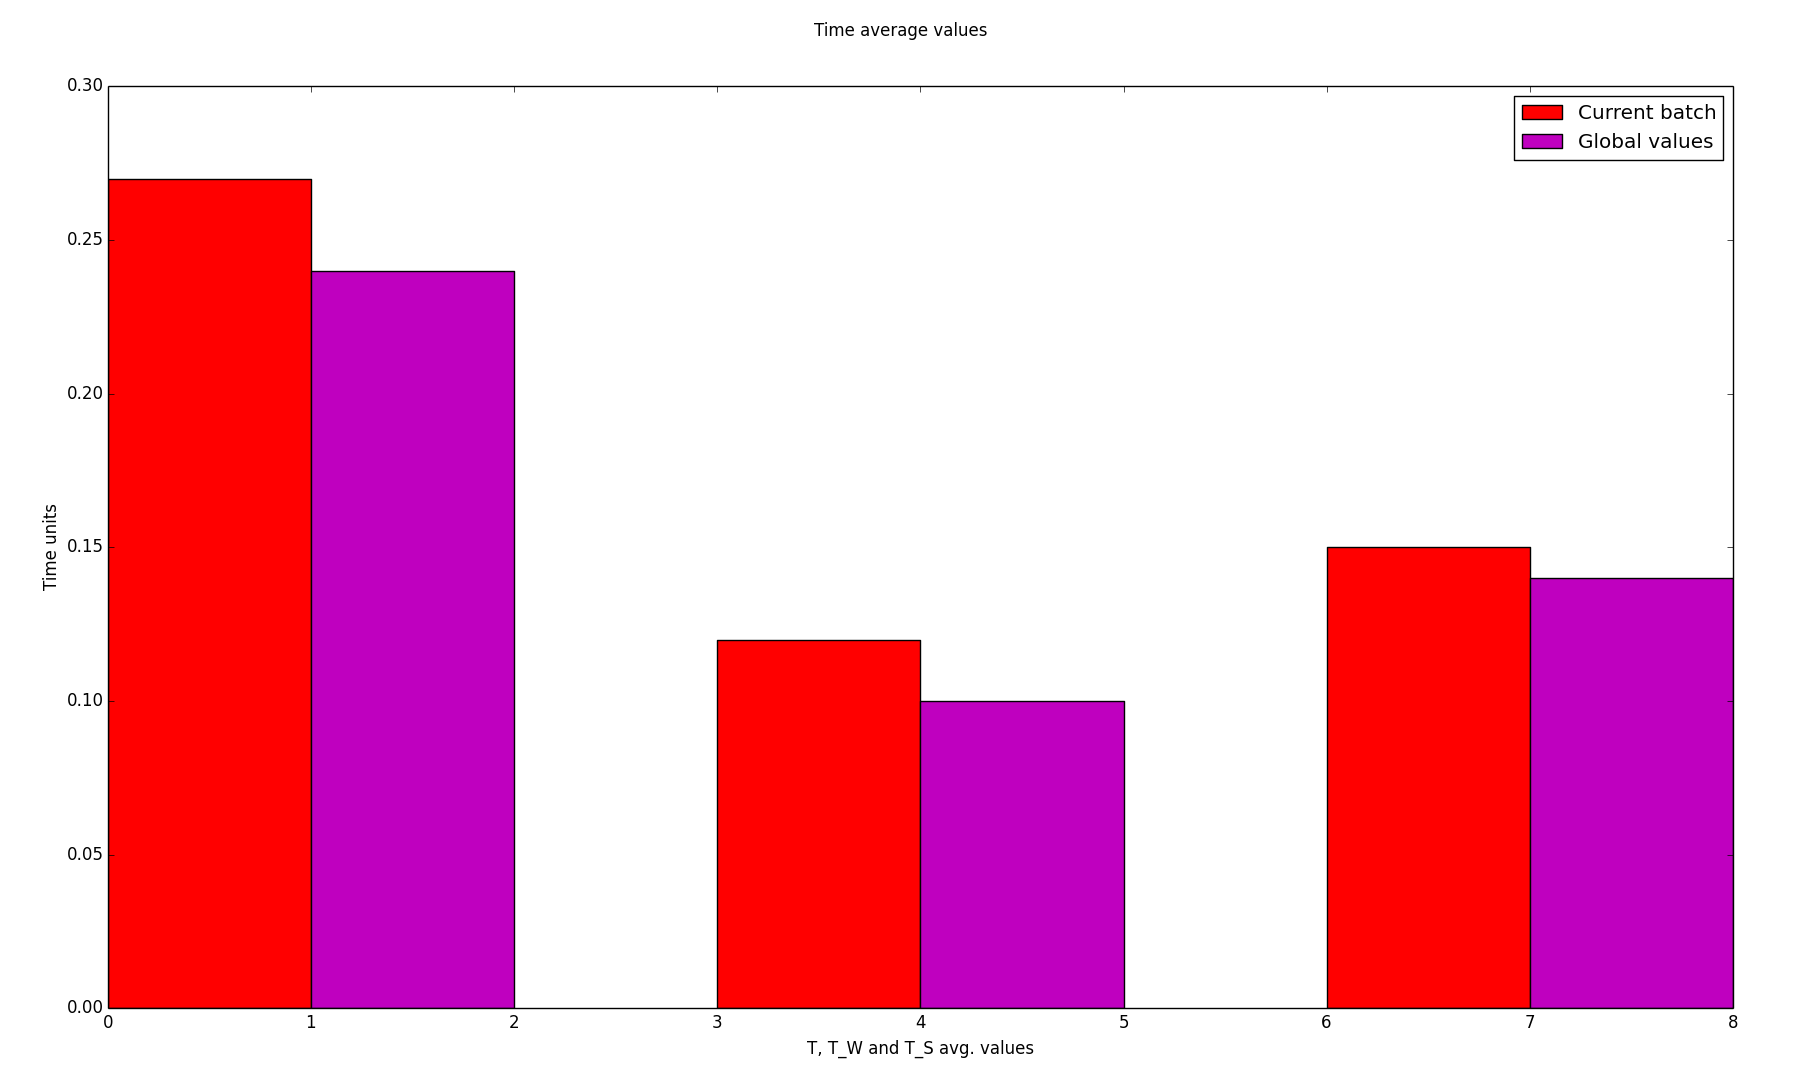 Time average values
0.30
0.25
0.20
0.15
0.10
0.05
0.00
Time units
Current batch
Global values
0 1 2 3 4 5 6 7 8
T, T_W and T_S avg. values